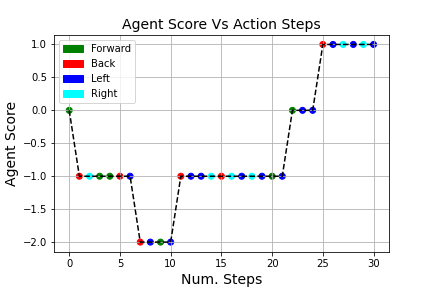 Agent Score Vs Action Steps
Agent Score
1.0
0.5
0.0
−0.5
−1.0
−1.5
−2.0
Forward
Back
Left
Right
0 5 10 15 20 25 30
Num. Steps